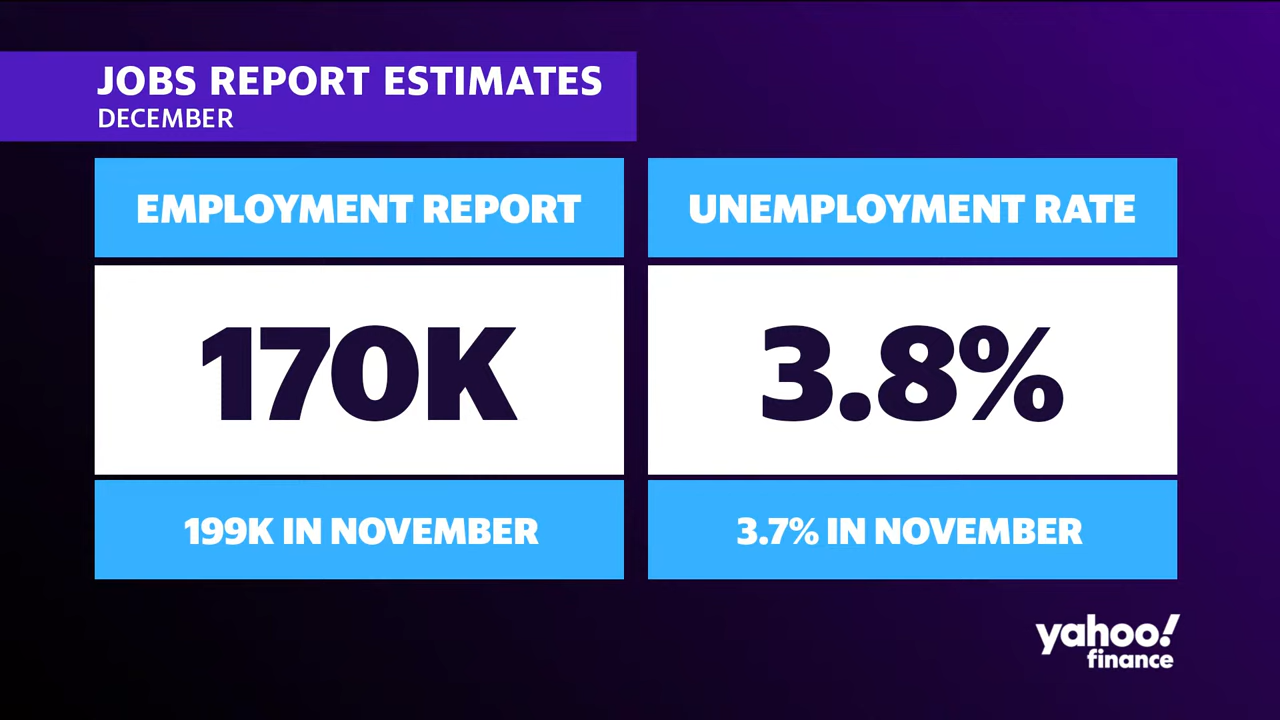 JOBS REPORT ESTIMATES
DECEMBER
EMPLOYMENT REPORT
170K
199K IN NOVEMBER
UNEMPLOYMENT RATE
3.8%
3.7% IN NOVEMBER
yahoo!
finance